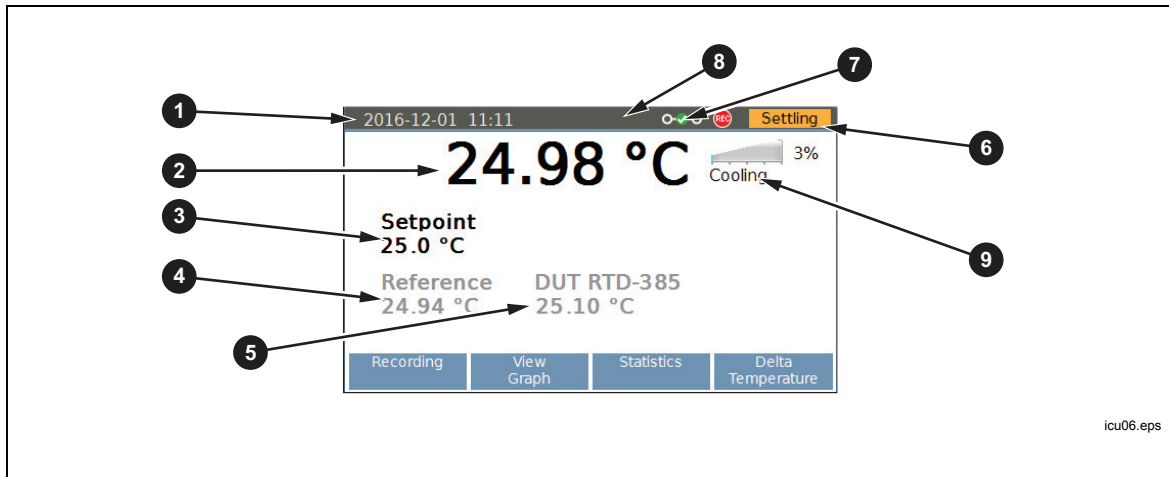 8
7
1
2016-12-01 11:11
REC
Settling
6
2
24.98 °C
3%
Cooling
3
Setpoint
25.0 °C
9
4
Reference DUT RTD-385
24.94 °C 25.10 °C
5
Recording View Graph Statistics Delta Temperature
icu06.eps